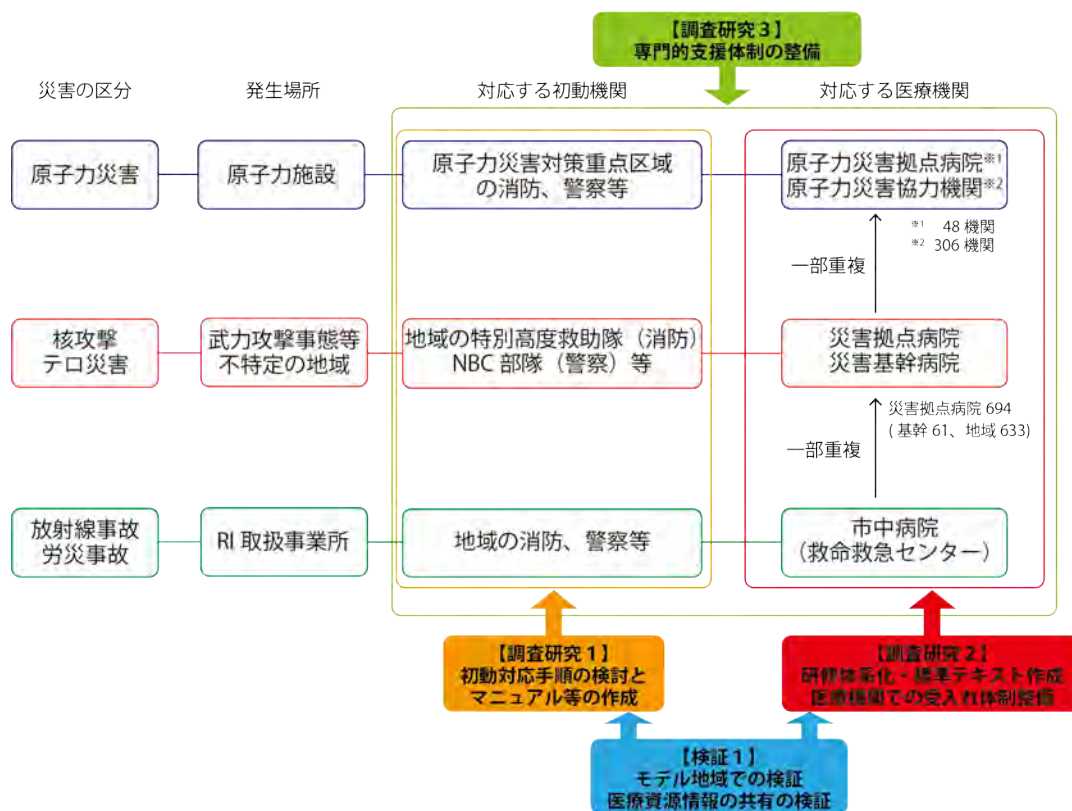 【調査研究3】
専門的支援体制の整備
災害の区分
発生場所
対応する初動機関
対応する医療機関
原子力災害
原子力施設
原子力災害対策重点区域
の消防、警察等
原子力災害拠点病院※1
原子力災害協力機関※2
※1 48 機関
※2 306 機関
一部重複
核攻撃
テロ災害
武力攻撃事態等
不特定の地域
地域の特別高度救助隊（消防）
NBC 部隊（警察）等
災害拠点病院
災害基幹病院
災害拠点病院 694
( 基幹 61、地域 633)
一部重複
放射線事故
労災事故
RI 取扱事業所
地域の消防、警察等
市中病院
（救命救急センター）
【調査研究1】
初動対応手順の検討と
マニュアル等の作成
【調査研究2】
研修体系化・標準テキスト作成
医療機関での受入れ体制整備
【検証1】
モデル地域での検証
医療資源情報の共有の検証